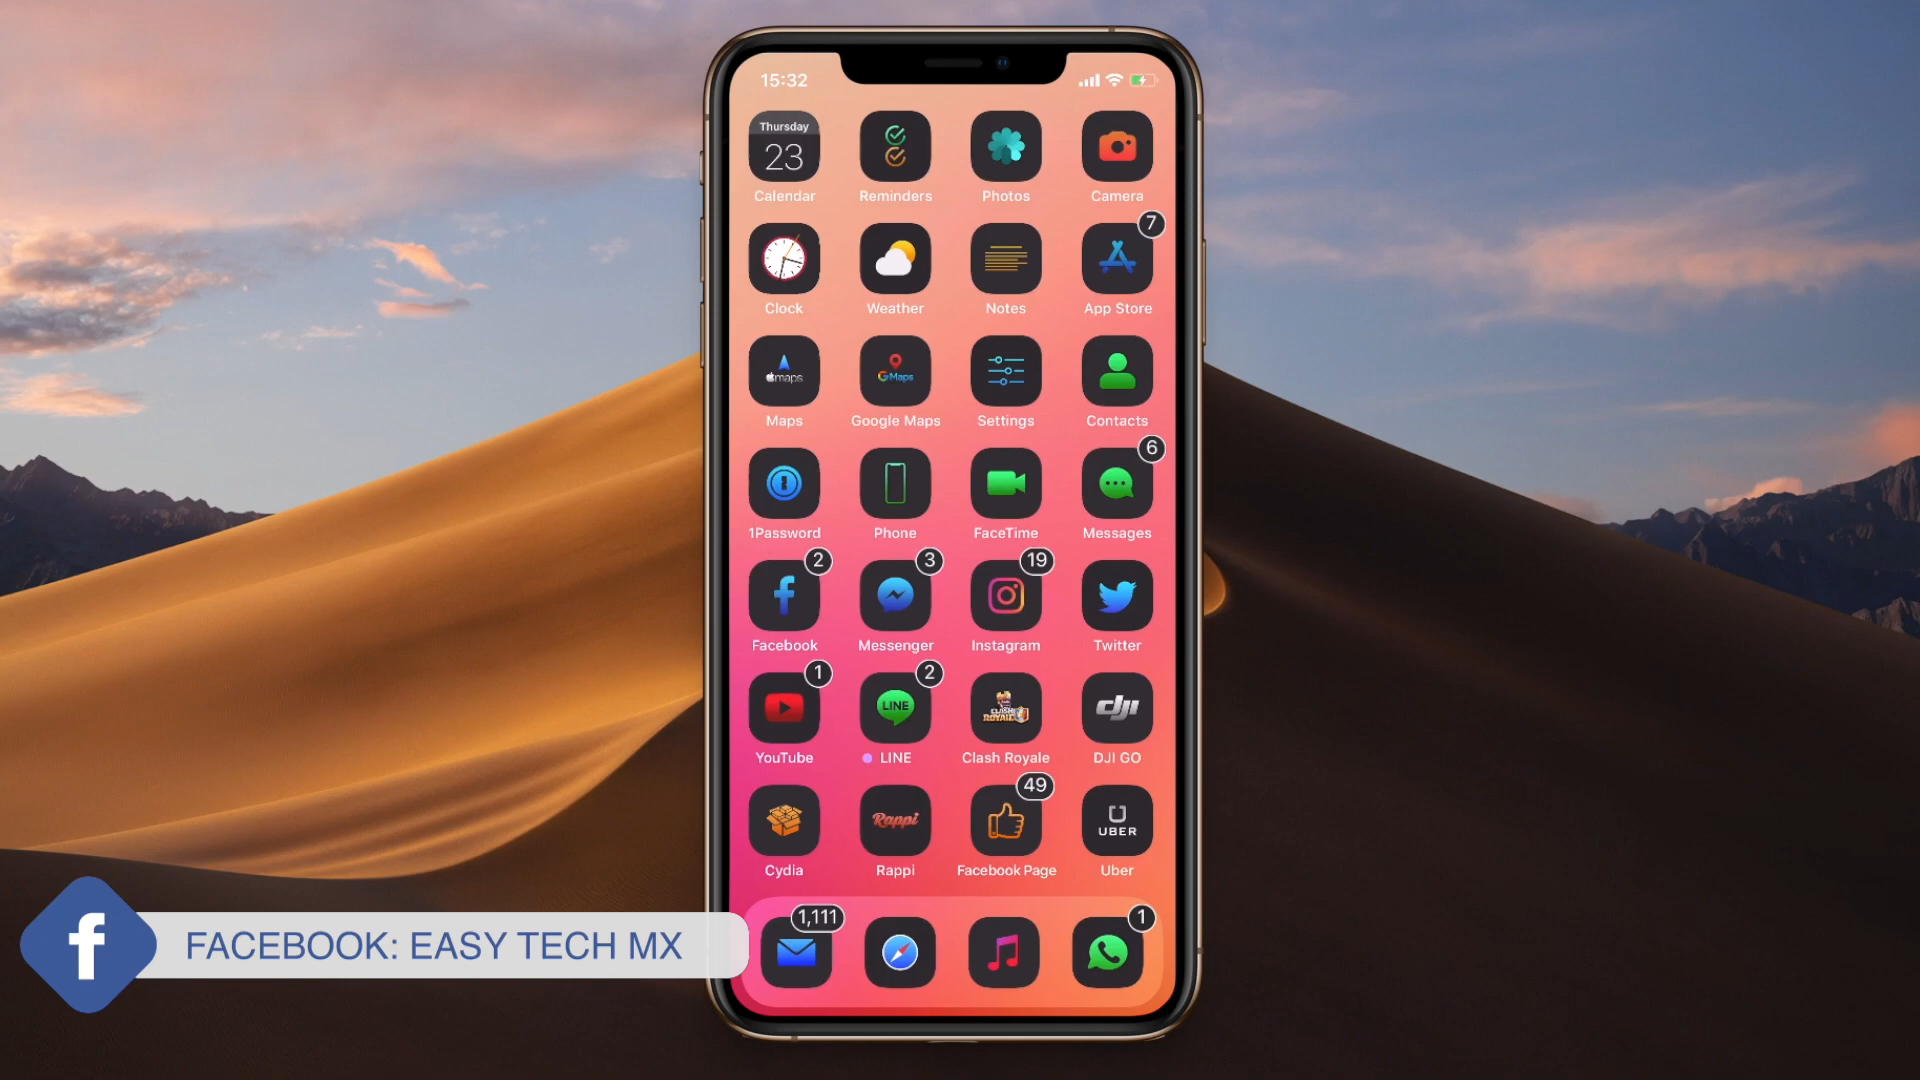 15:32
Thursday
23
Calendar
Reminders
Photos
Camera
7
Clock
Weather
Notes
App Store
maps
GMaps
Maps
Google Maps
Settings
Contacts
6
1Password
Phone
FaceTime
Messages
2
3
19
Facebook
Messenger
Instagram
Twitter
1
2
LINE
CLASH
ROYALE
dji
YouTube
LINE
Clash Royale
DJI GO
49
Rappi
UBER
Cydia
Rappi
Facebook Page
Uber
1,111
1
f FACEBOOK: EASY TECH MX